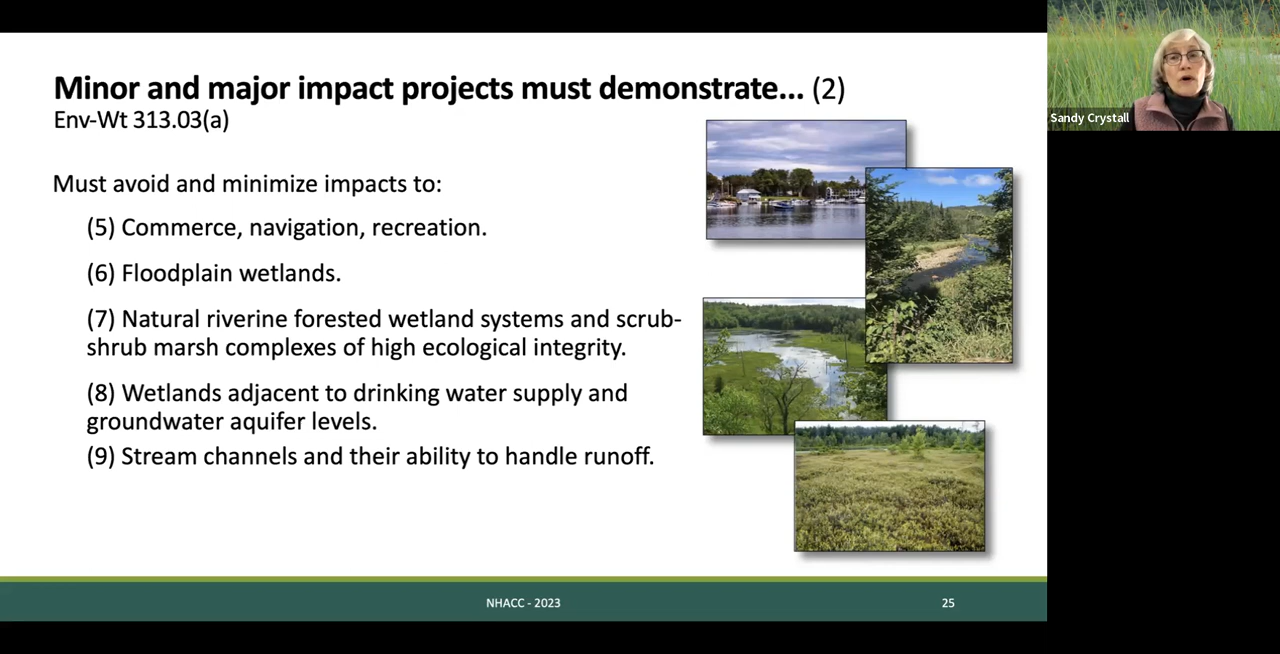 Minor and major impact projects must demonstrate... (2)
Env-Wt 313.03(a)
Must avoid and minimize impacts to:
(5) Commerce, navigation, recreation.
(6) Floodplain wetlands.
(7) Natural riverine forested wetland systems and scrub-
shrub marsh complexes of high ecological integrity.
(8) Wetlands adjacent to drinking water supply and
groundwater aquifer levels.
(9) Stream channels and their ability to handle runoff.
NHACC - 2023
25
Sandy Crystall